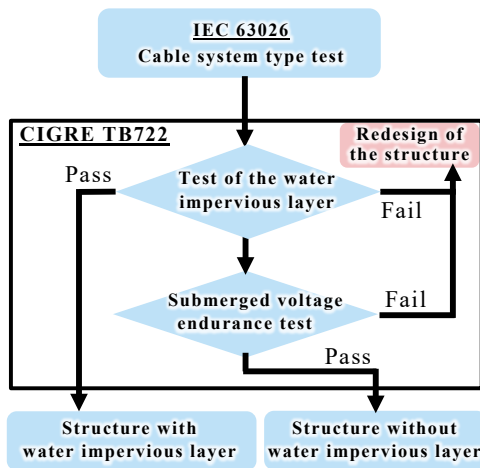 IEC 63026
Cable system type test
CIGRE TB722
Redesign of
the structure
Pass
Test of the water
impervious layer
Fail
Submerged voltage
endurance test
Fail
Pass
Structure with
water impervious layer
Structure without
water impervious layer